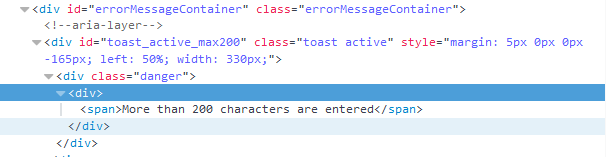 <div id="errorMessageContainer" class="errorMessageContainer">
<!--aria-layer-->
<div id="toast_active_max200" class="toast active" style="margin: 5px 0px 0px
-165px; left: 50%; width: 330px;">
<div class="danger">
<div>
<span>More than 200 characters are entered</span>
</div>
</div>